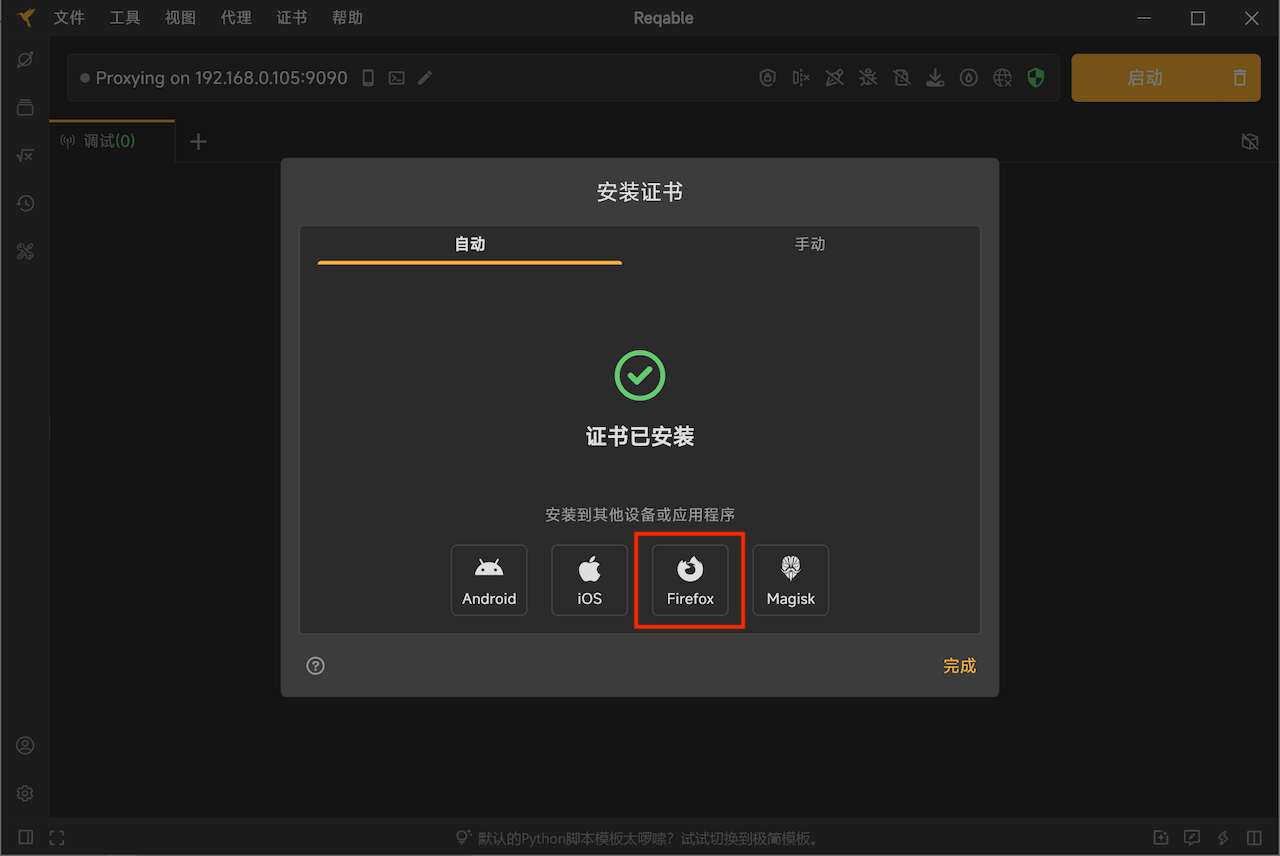 文件 工具 视图 代理 证书 帮助 Reqable
Proxying on 192.168.0.105:9090
启动
调试(0)
安装证书
自动 手动
证书已安装
安装到其他设备或应用程序
Android iOS Firefox Magisk
完成
默认的Python脚本模板太啰嗦？试试切换到极简模板。